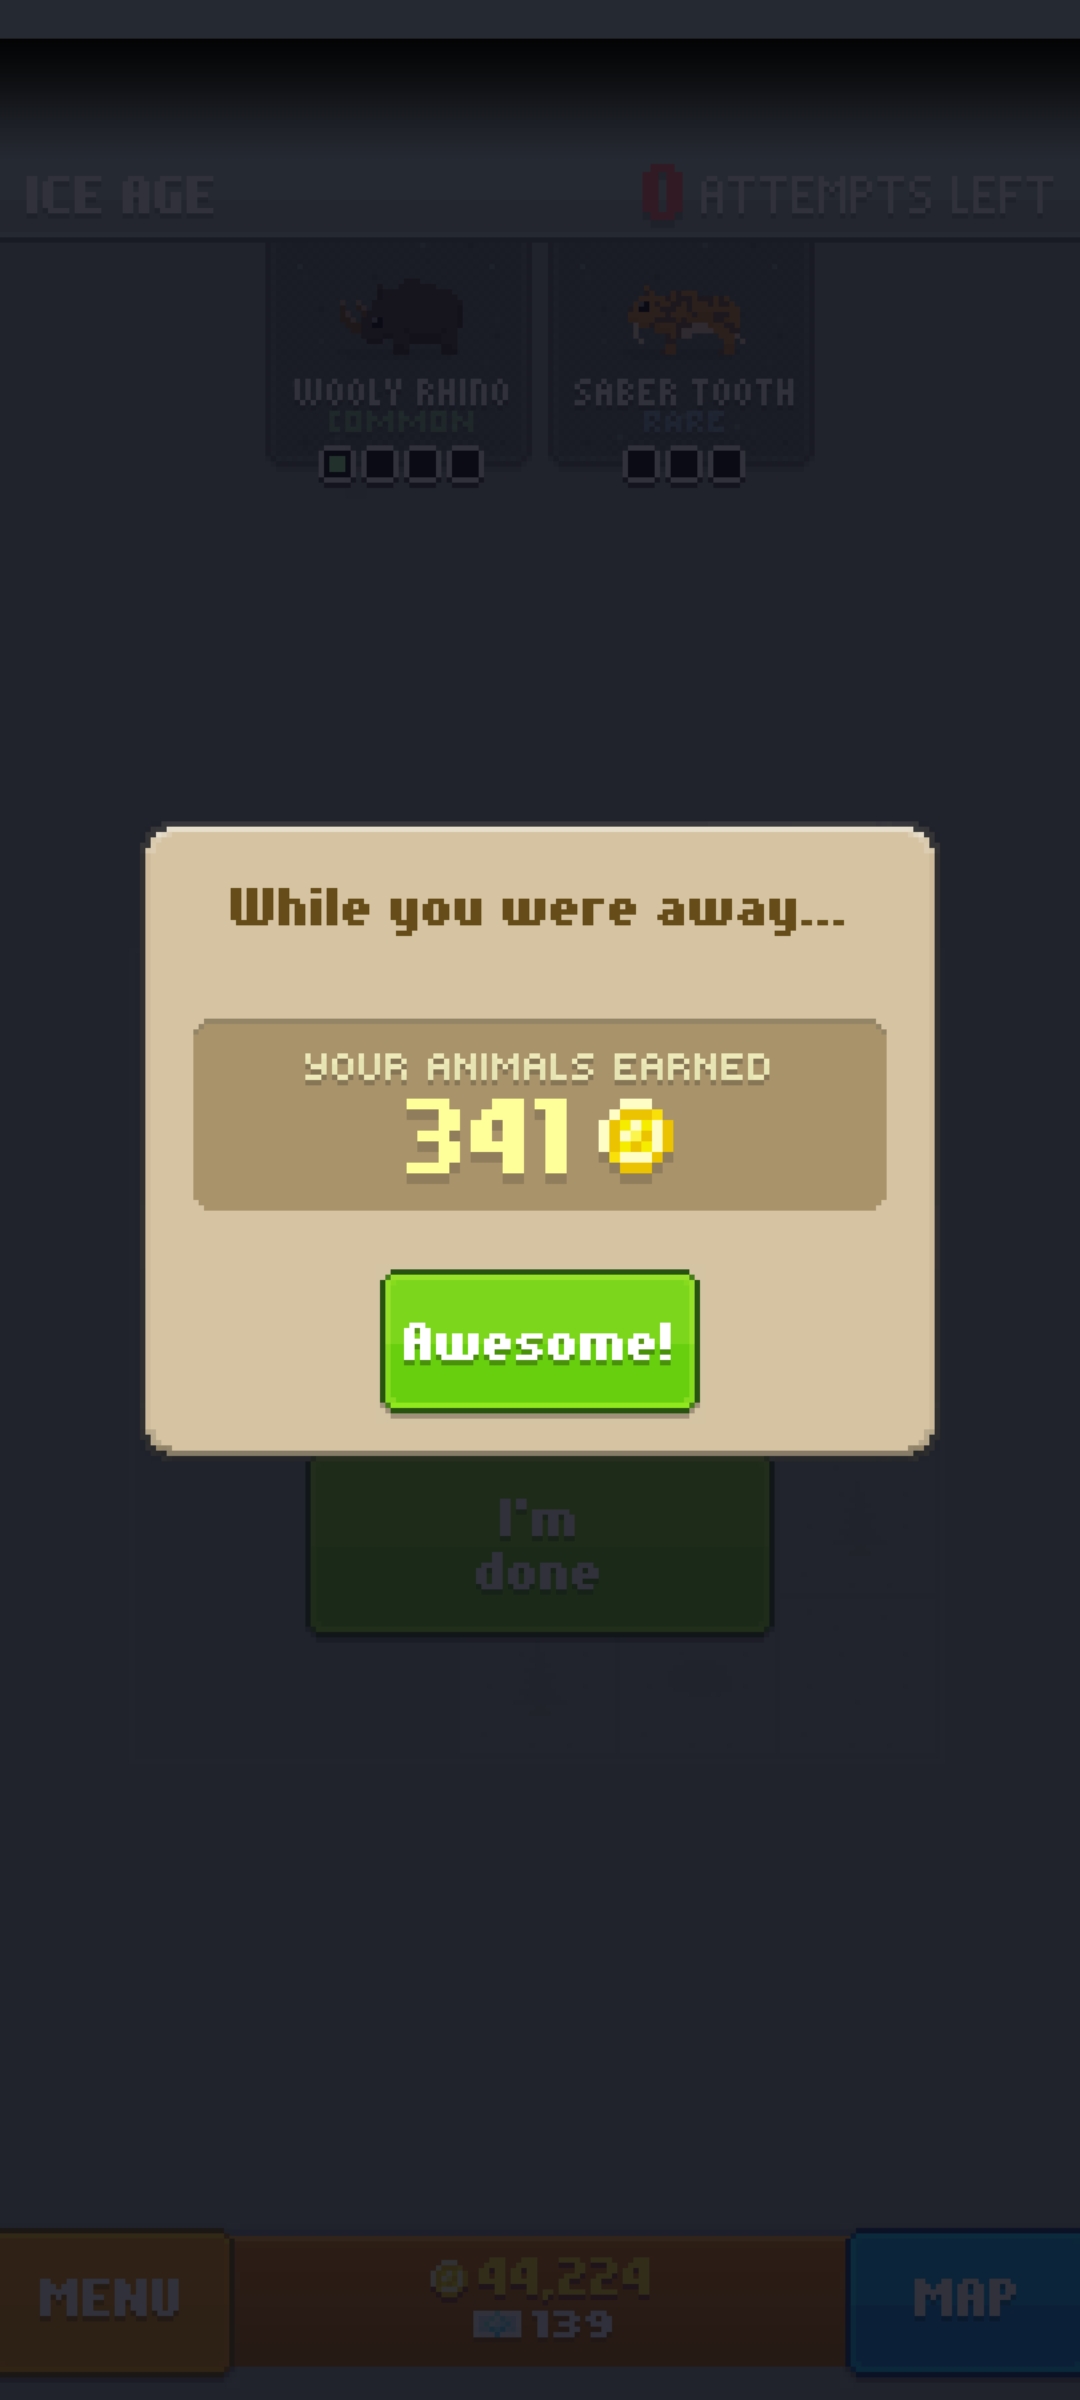 ICE AGE
0 ATTEMPTS LEFT
WOOLY RHINO
COMMON
SABER TOOTH
RARE
While you were away...
YOUR ANIMALS EARNED
341
Awesome!
I'm
done
MENU
44,224
139
MAP